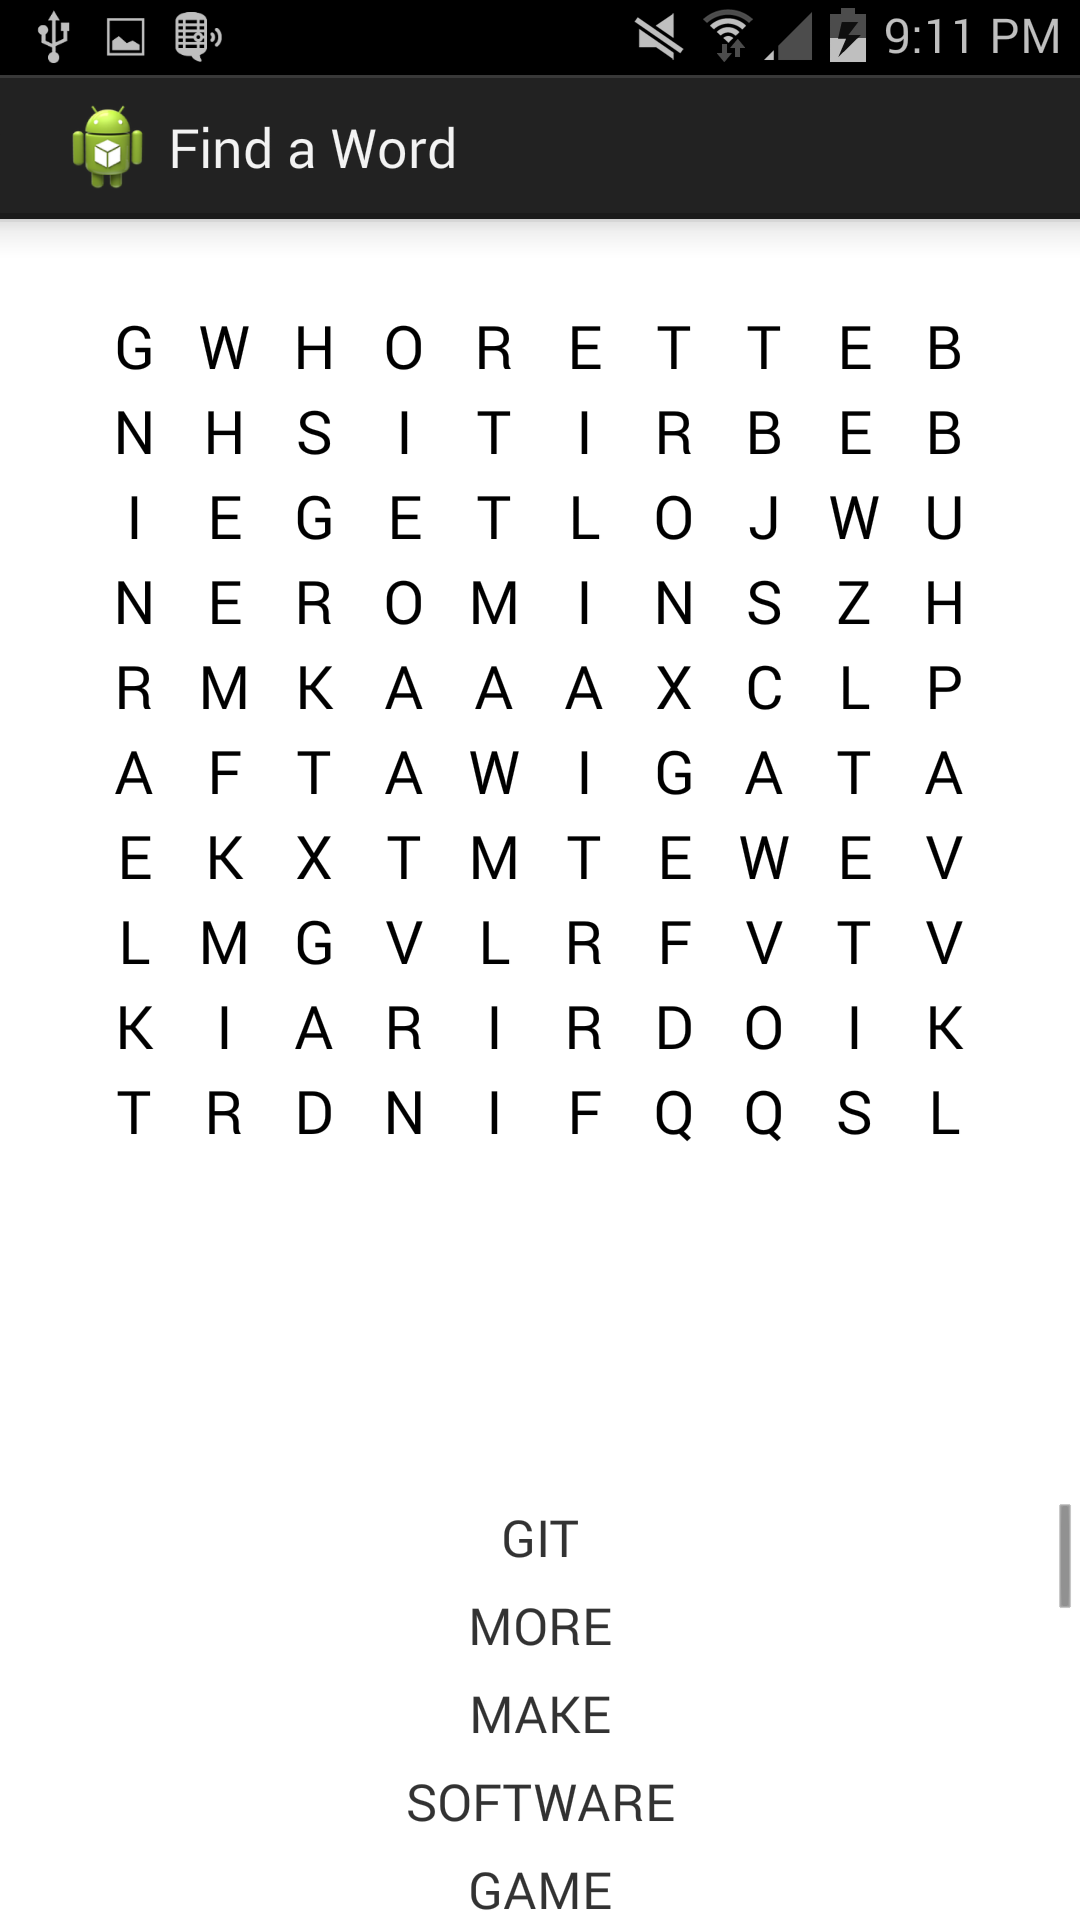 9:11 PM
Find a Word
G W H O R E T T E B
N H S I T I R B E B
I E G E T L O J W U
N E R O M I N S Z H
R M K A A A X C L P
A F T A W I G A T A
E K X T M T E W E V
L M G V L R F V T V
K I A R I R D O I K
T R D N I F Q Q S L
GIT
MORE
MAKE
SOFTWARE
GAME